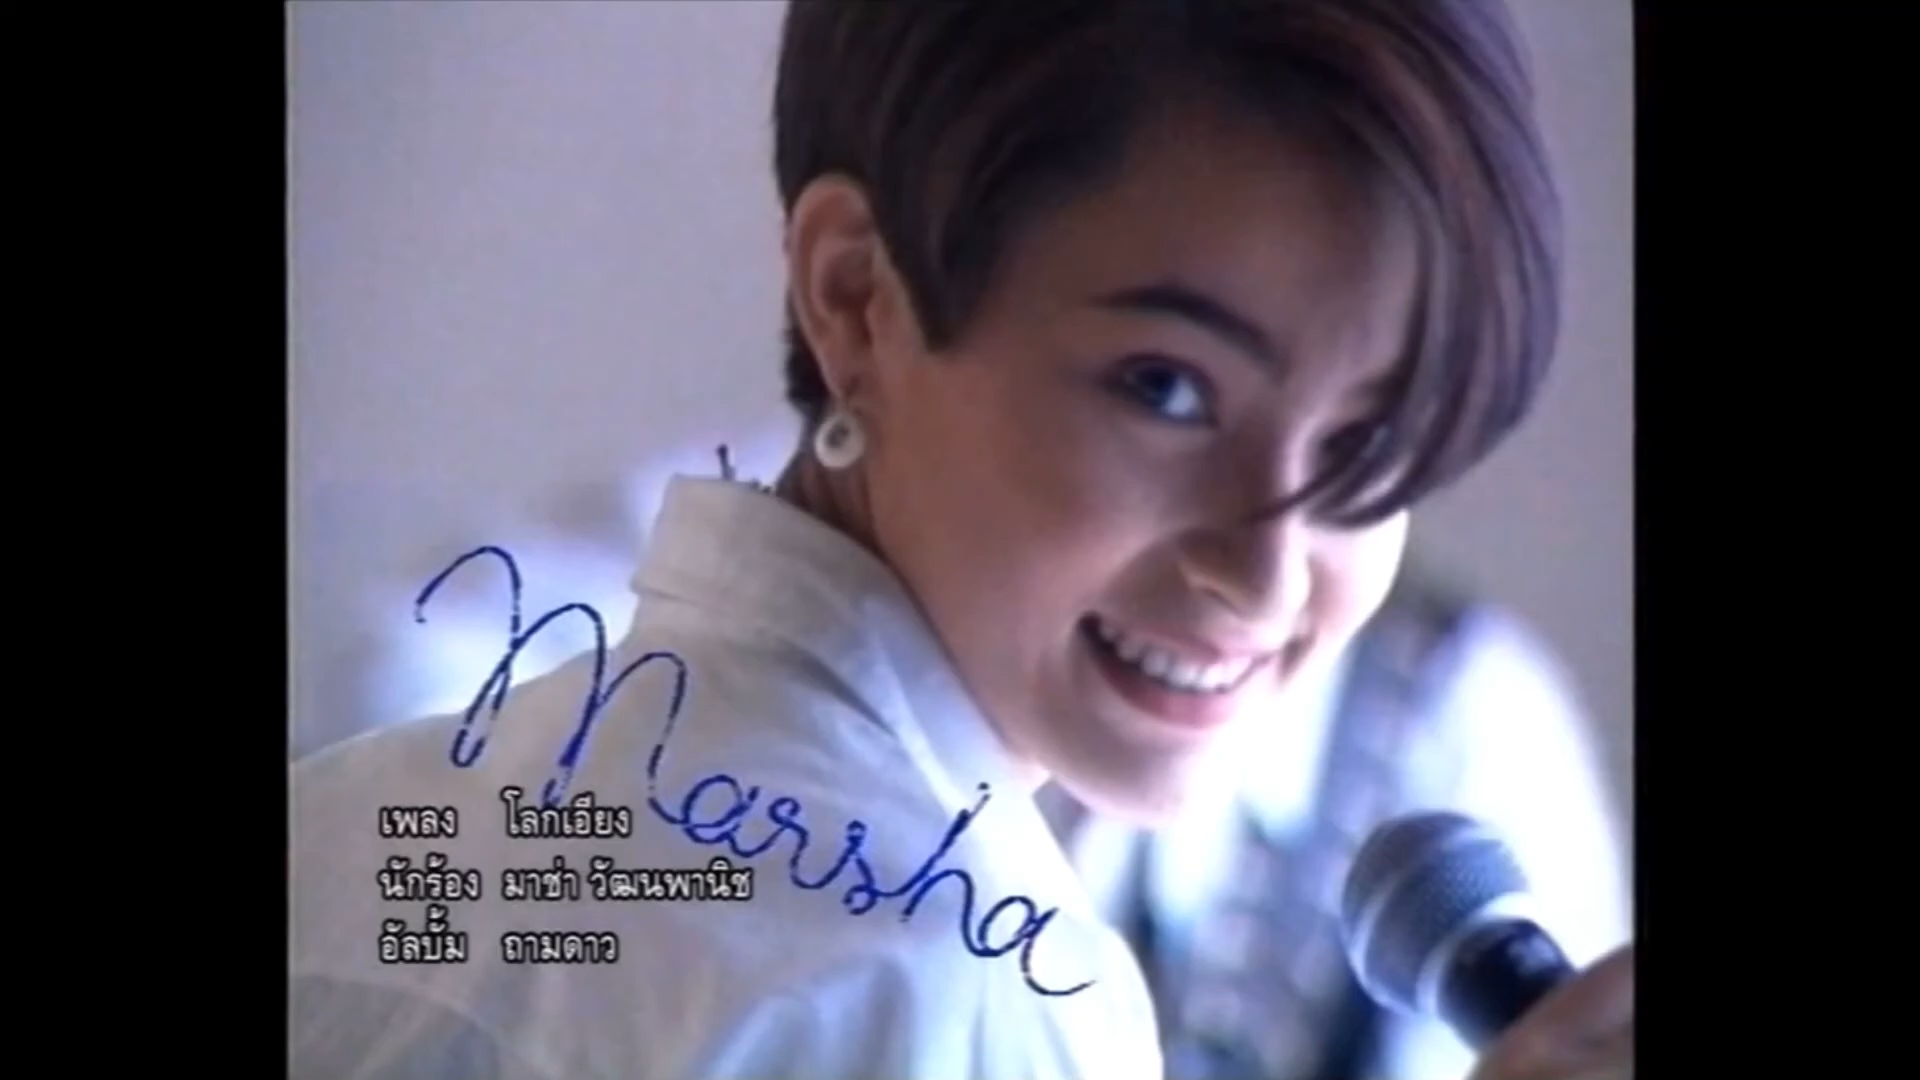 Marsha
เพลง โลกเอียง
นักร้อง มาช่า วัฒนพานิช
อัลบั้ม ถามดาว